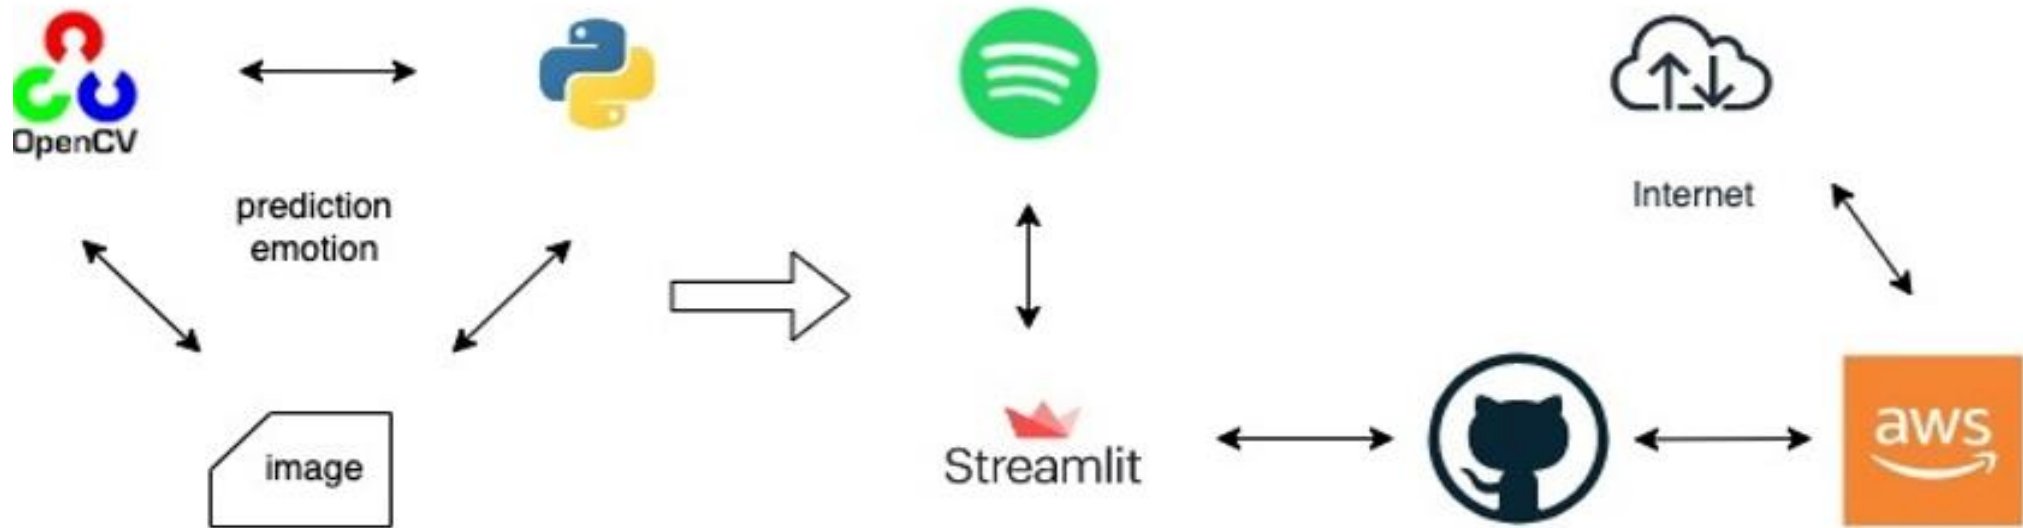 OpenCV
prediction
emotion
image
Streamlit
Internet
aws